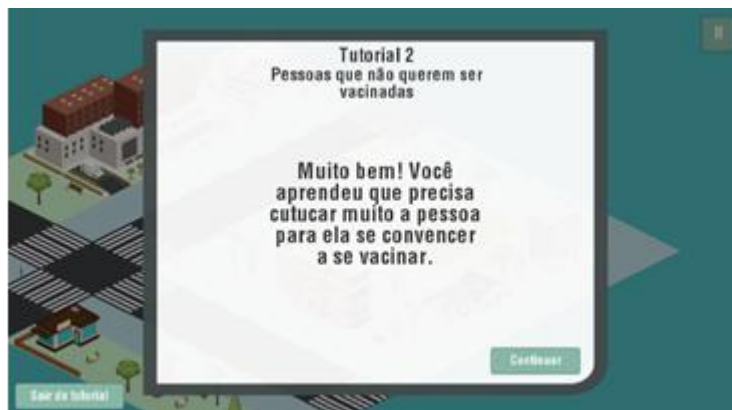 Tutorial 2
Pessoas que não querem ser
vacinadas
Muito bem! Você
aprendeu que precisa
cutucar muito a pessoa
para ela se convencer
a se vacinar.
Continuar
Sair do tutorial